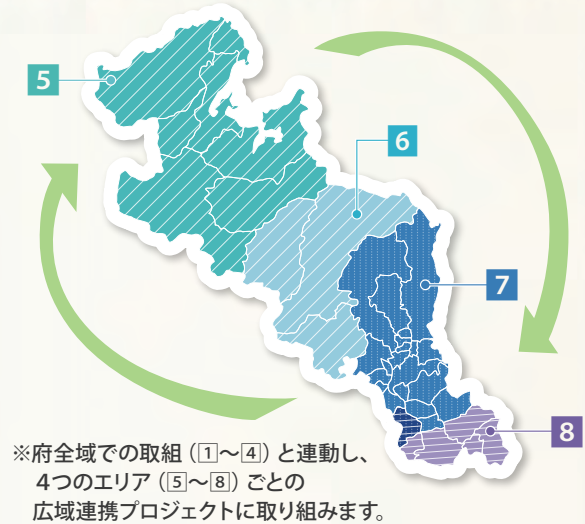 5
6
7
8
※府全域での取組（1～4）と連動し、
4つのエリア（5～8）ごとの
広域連携プロジェクトに取り組みます。